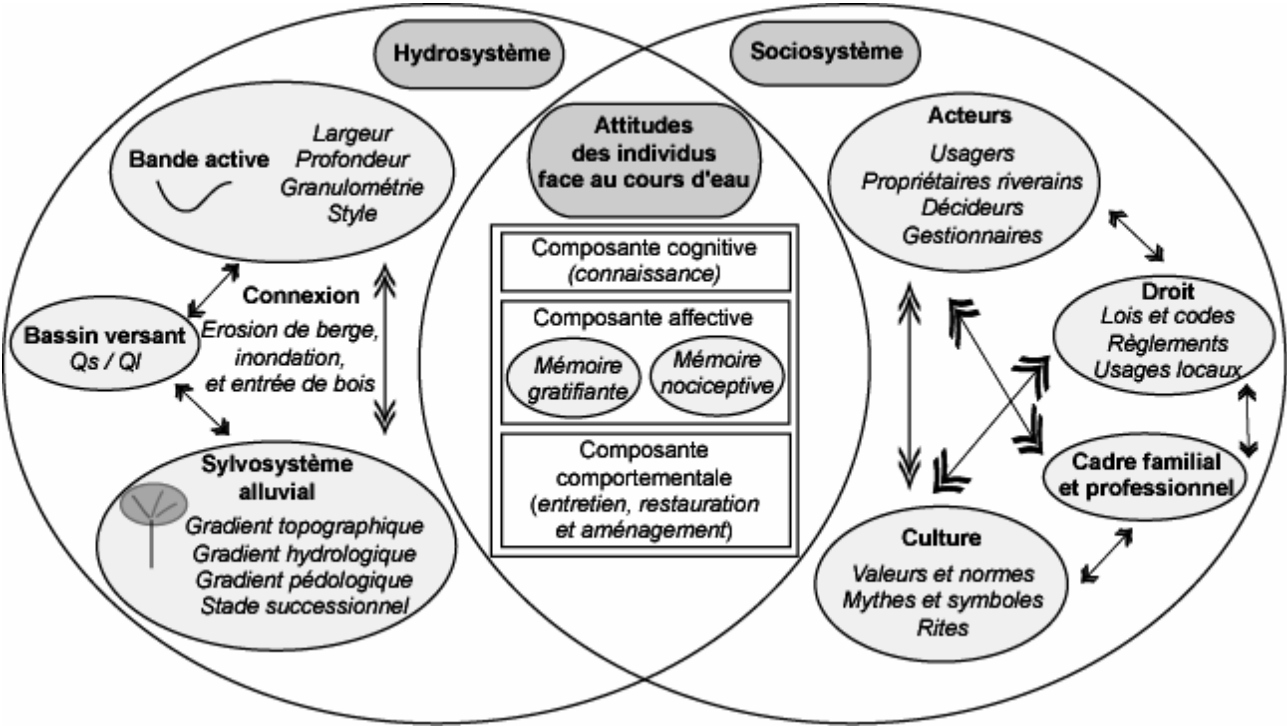 Hydrosystème
Sociosystème
Bande active
Largeur
Profondeur
Granulométrie
Style
Attitudes
des individus
face au cours d'eau
Acteurs
Usagers
Propriétaires riverains
Décideurs
Gestionnaires
Composante cognitive
(connaissance)
Connexion
Erosion de berge,
inondation,
et entrée de bois
Bassin versant
Qs / Ql
Composante affective
Mémoire
gratifiante
Mémoire
nociceptive
Droit
Lois et codes
Règlements
Usages locaux
Composante
comportementale
(entretien, restauration
et aménagement)
Sylvosystème
alluvial
Gradient topographique
Gradient hydrologique
Gradient pédologique
Stade successionnel
Cadre familial
et professionnel
Culture
Valeurs et normes
Mythes et symboles
Rites